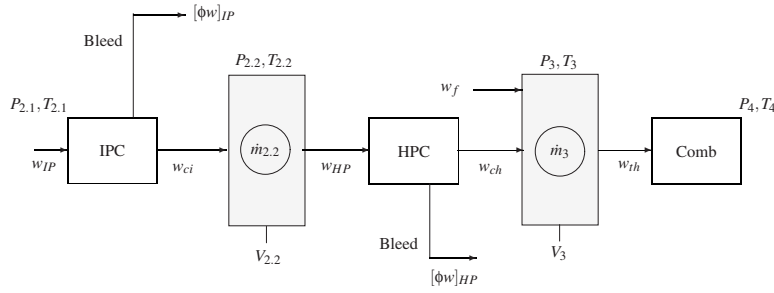 [ϕw]_IP
Bleed
P_2.2, T_2.2
P_3, T_3
w_f
P_2.1, T_2.1
P_4, T_4
IPC
ṁ_2.2
HPC
ṁ_3
Comb
w_IP
w_ci
w_HP
w_ch
w_th
Bleed
V_2.2
V_3
[ϕw]_HP